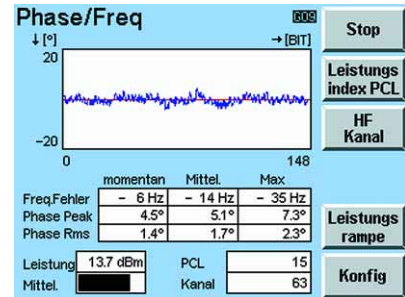 Phase/Freq
G09
Stop
↓ [°]
→ [BIT]
20
−20
0
148
Leistungs
index PCL
HF
Kanal
momentan Mittel. Max
Freq.Fehler − 6 Hz − 14 Hz − 35 Hz
Phase Peak 4.5° 5.1° 7.3°
Phase Rms 1.4° 1.7° 2.3°
Leistungs
rampe
Leistung 13.7 dBm PCL 15
Mittel. Kanal 63
Konfig